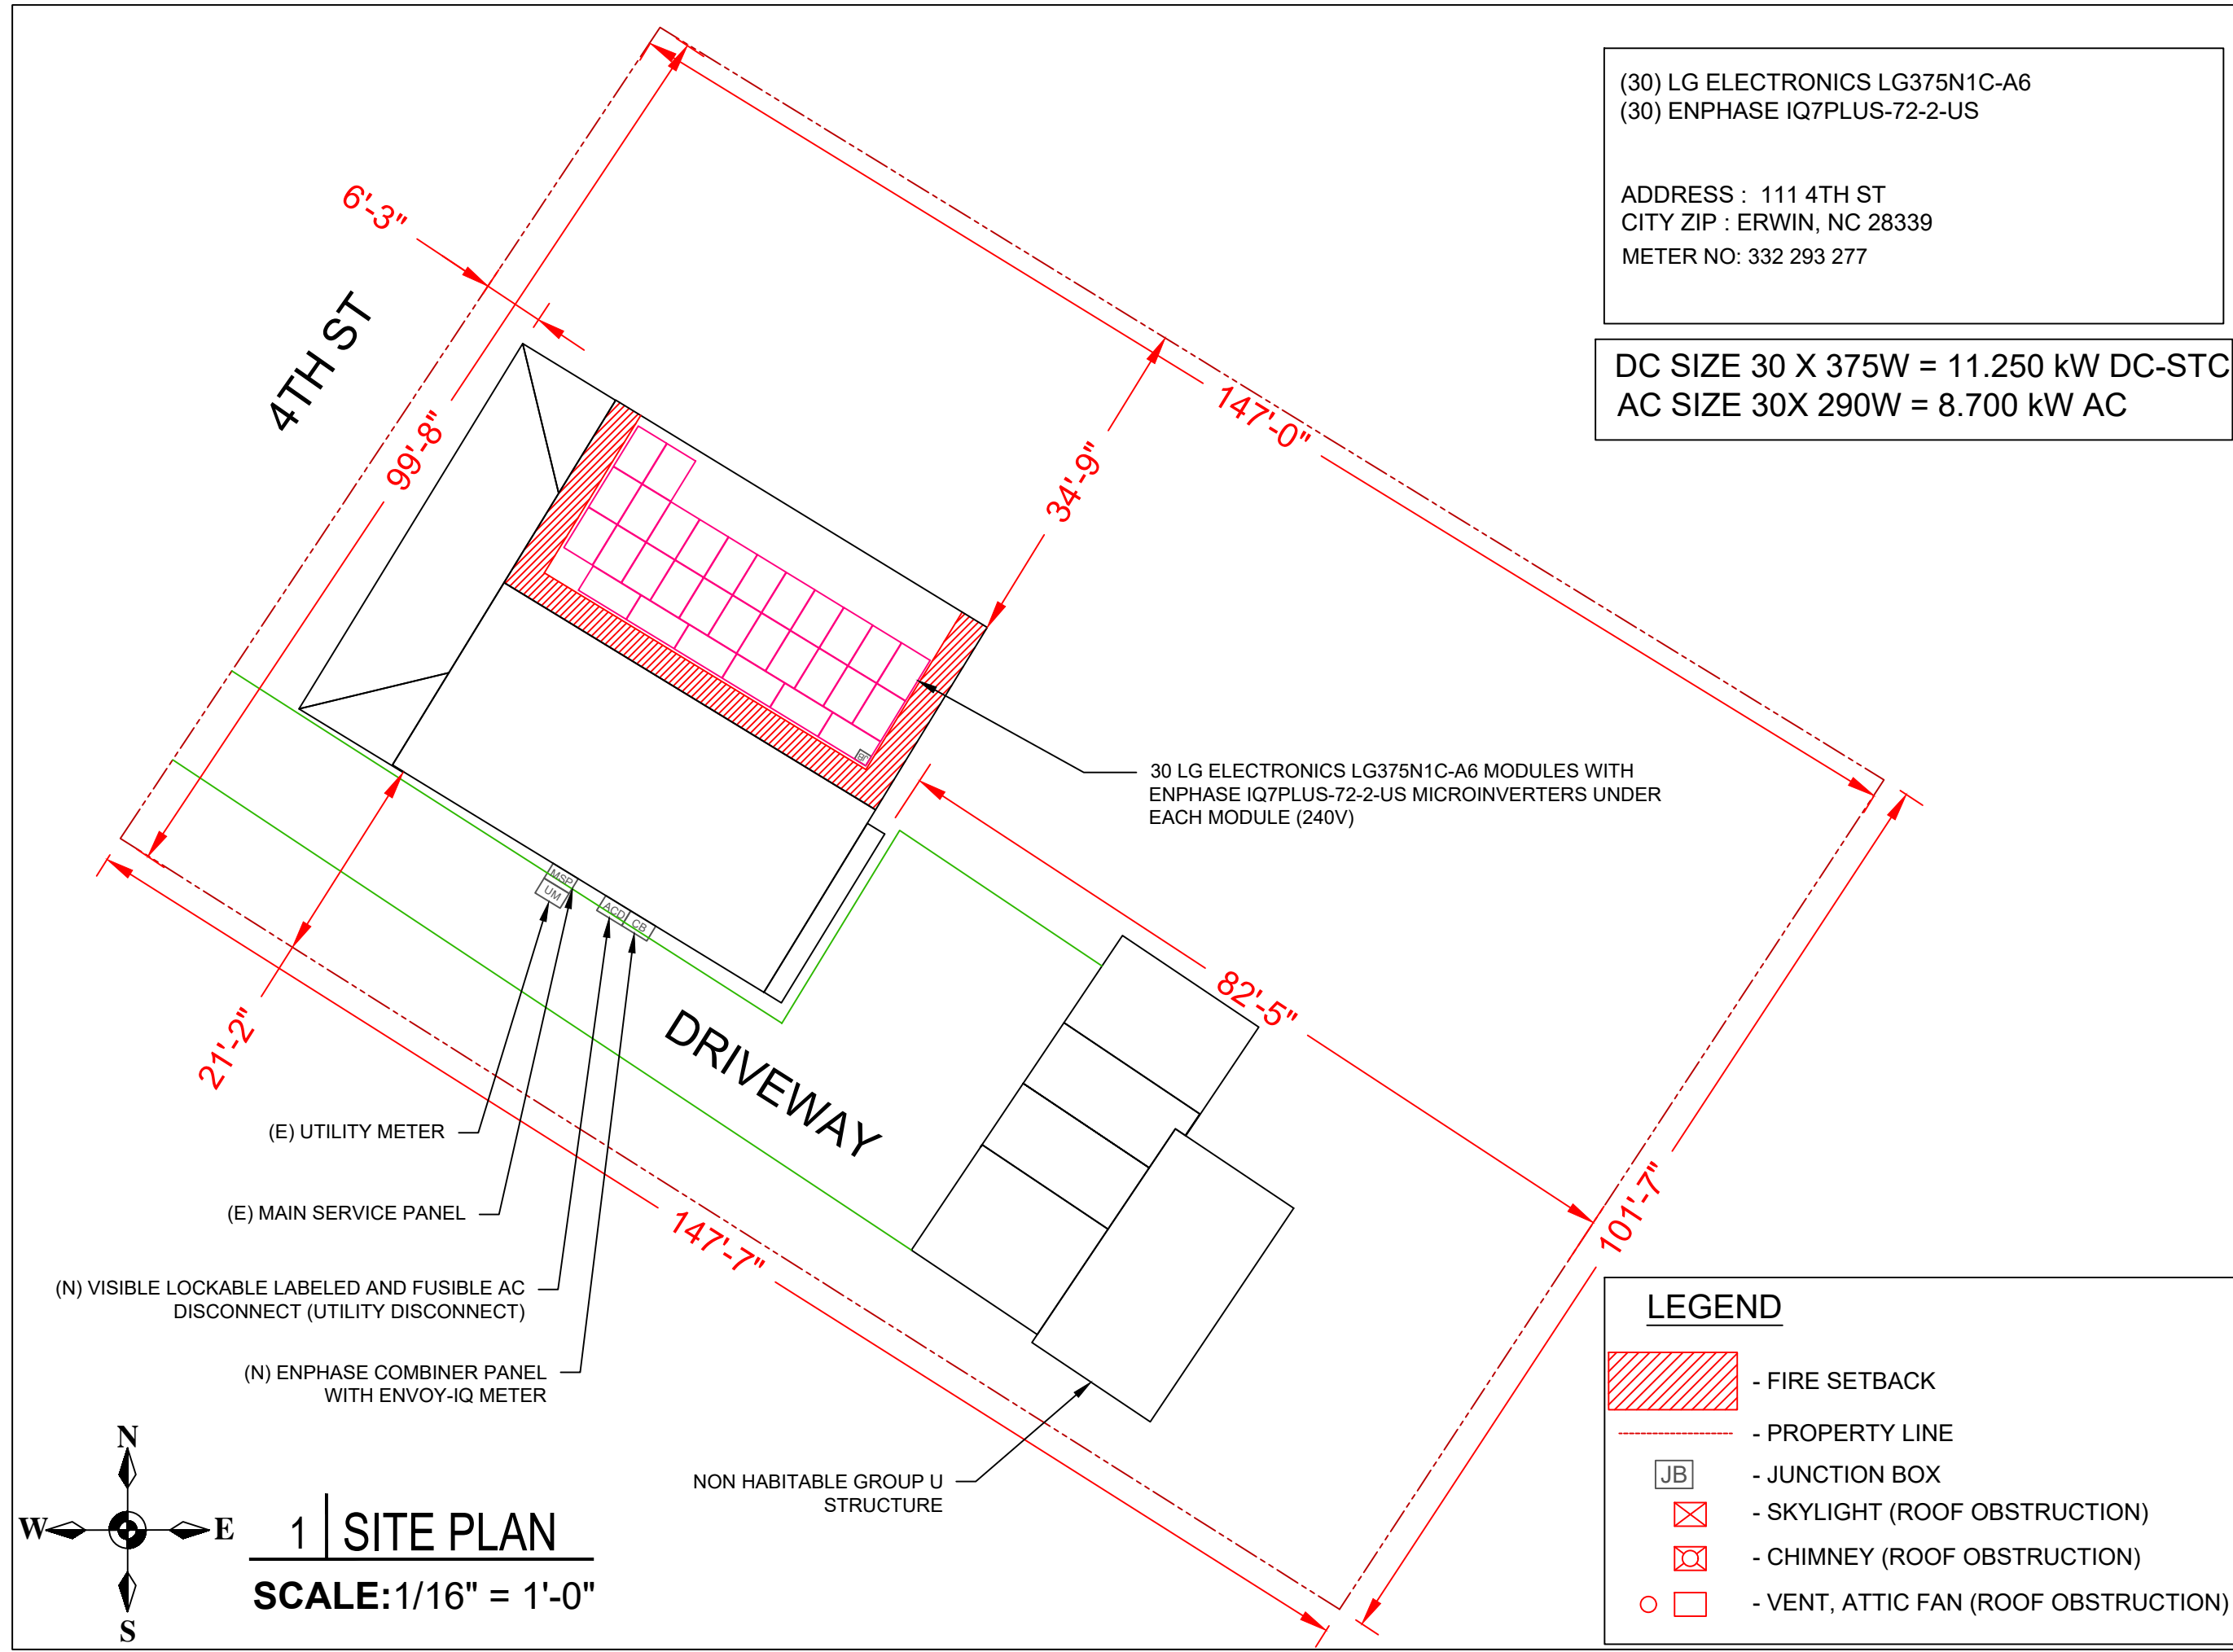 (30) LG ELECTRONICS LG375N1C-A6
(30) ENPHASE IQ7PLUS-72-2-US
ADDRESS : 111 4TH ST
CITY ZIP : ERWIN, NC 28339
METER NO: 332 293 277
DC SIZE 30 X 375W = 11.250 kW DC-STC
AC SIZE 30X 290W = 8.700 kW AC
6'-3"
4TH ST
99'-8"
147'-0"
34'-9"
30 LG ELECTRONICS LG375N1C-A6 MODULES WITH
ENPHASE IQ7PLUS-72-2-US MICROINVERTERS UNDER
EACH MODULE (240V)
JB
MSP
UM
ACD
CB
82'-5"
21'-2"
DRIVEWAY
101'-7"
147'-7"
(E) UTILITY METER
(E) MAIN SERVICE PANEL
(N) VISIBLE LOCKABLE LABELED AND FUSIBLE AC
DISCONNECT (UTILITY DISCONNECT)
(N) ENPHASE COMBINER PANEL
WITH ENVOY-IQ METER
NON HABITABLE GROUP U
STRUCTURE
N
W
E
S
1 SITE PLAN
SCALE:1/16" = 1'-0"
LEGEND
- FIRE SETBACK
- PROPERTY LINE
JB - JUNCTION BOX
- SKYLIGHT (ROOF OBSTRUCTION)
- CHIMNEY (ROOF OBSTRUCTION)
- VENT, ATTIC FAN (ROOF OBSTRUCTION)